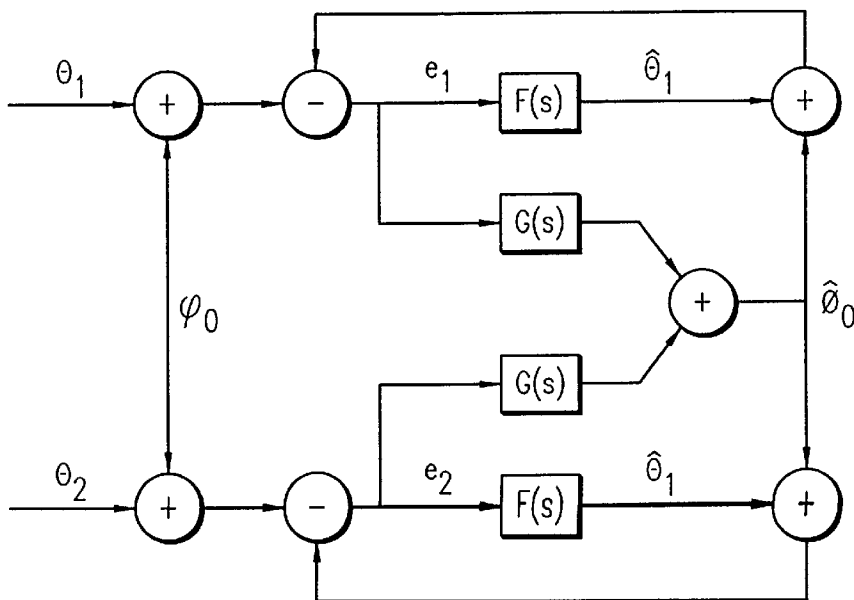 Θ₁
+
−
e₁
F(s)
θ̂₁
+
G(s)
φ₀
+
ø̂₀
G(s)
Θ₂
+
−
e₂
F(s)
θ̂₁
+